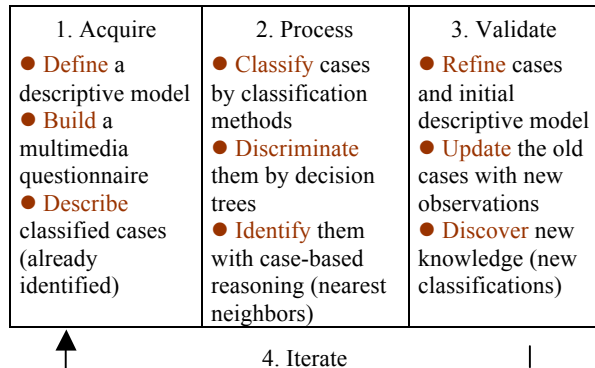 1. Acquire
● Define a
descriptive model
● Build a
multimedia
questionnaire
● Describe
classified cases
(already
identified)
2. Process
● Classify cases
by classification
methods
● Discriminate
them by decision
trees
● Identify them
with case-based
reasoning (nearest
neighbors)
3. Validate
● Refine cases
and initial
descriptive model
● Update the old
cases with new
observations
● Discover new
knowledge (new
classifications)
4. Iterate